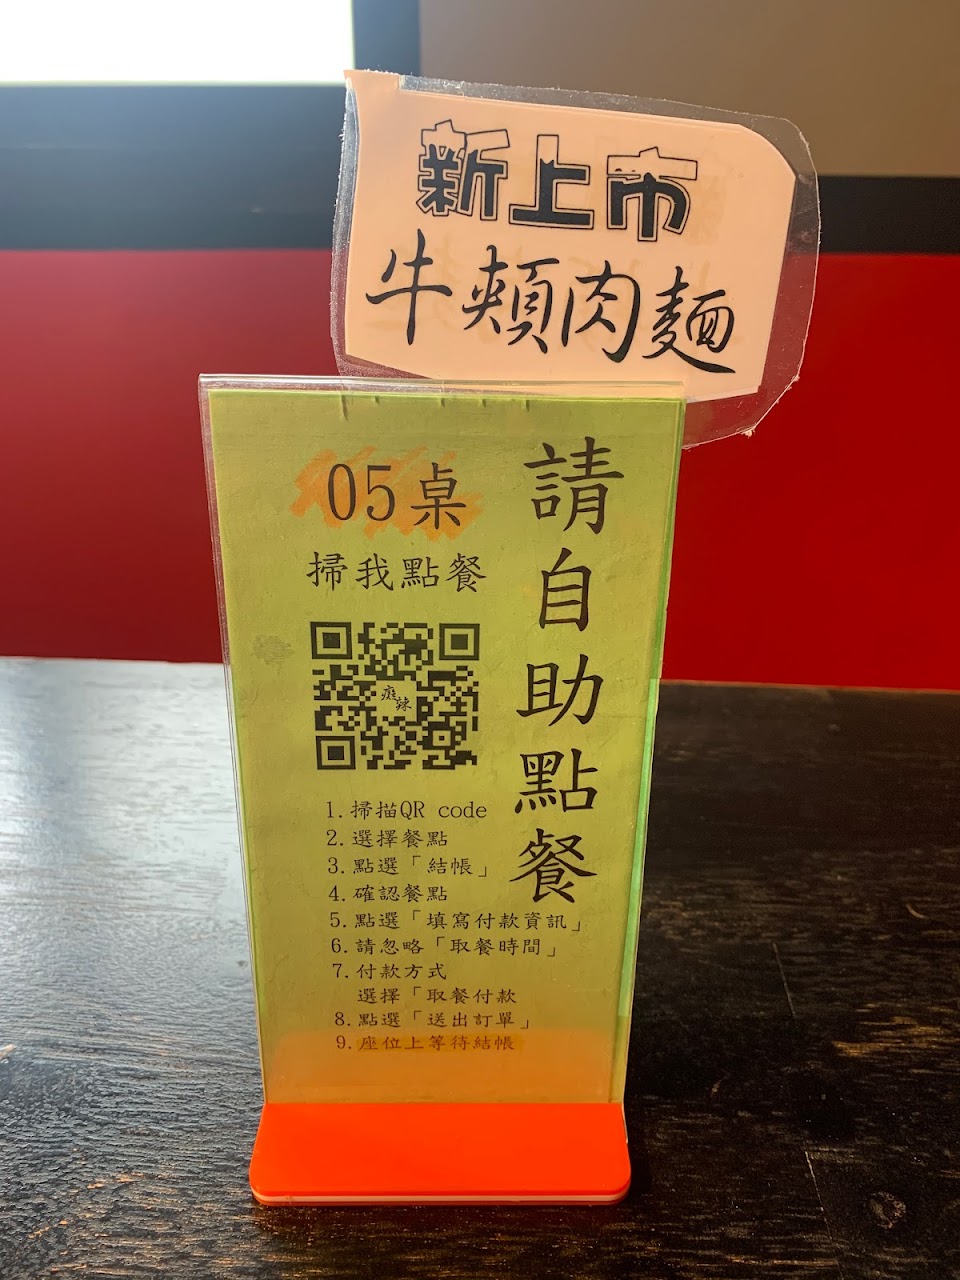 新上市
牛頰肉麵
請自助點餐
05桌
掃我點餐
癡辣
1.掃描QR code
2.選擇餐點
3.點選「結帳」
4.確認餐點
5.點選「填寫付款資訊」
6.請忽略「取餐時間」
7.付款方式
選擇「取餐付款
8.點選「送出訂單」
9.座位上等待結帳